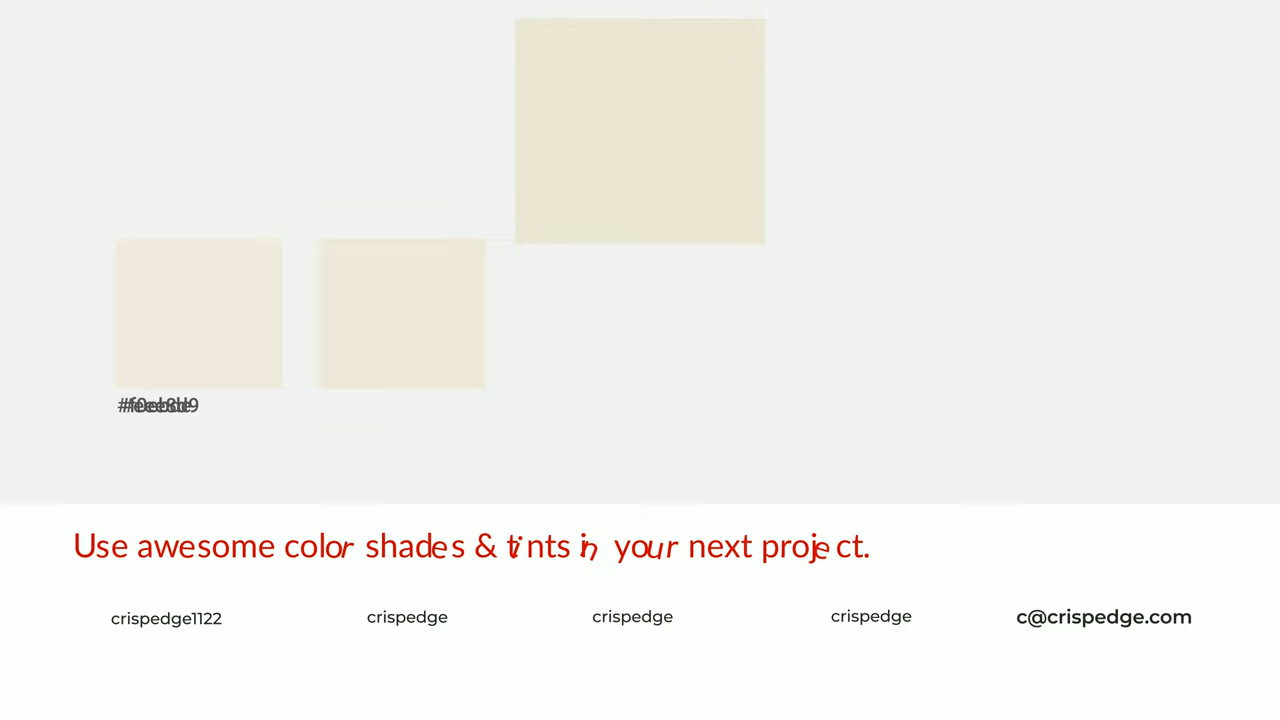 Use awesome color shades & tints in your next project.
crispedge1122 crispedge crispedge crispedge c@crispedge.com